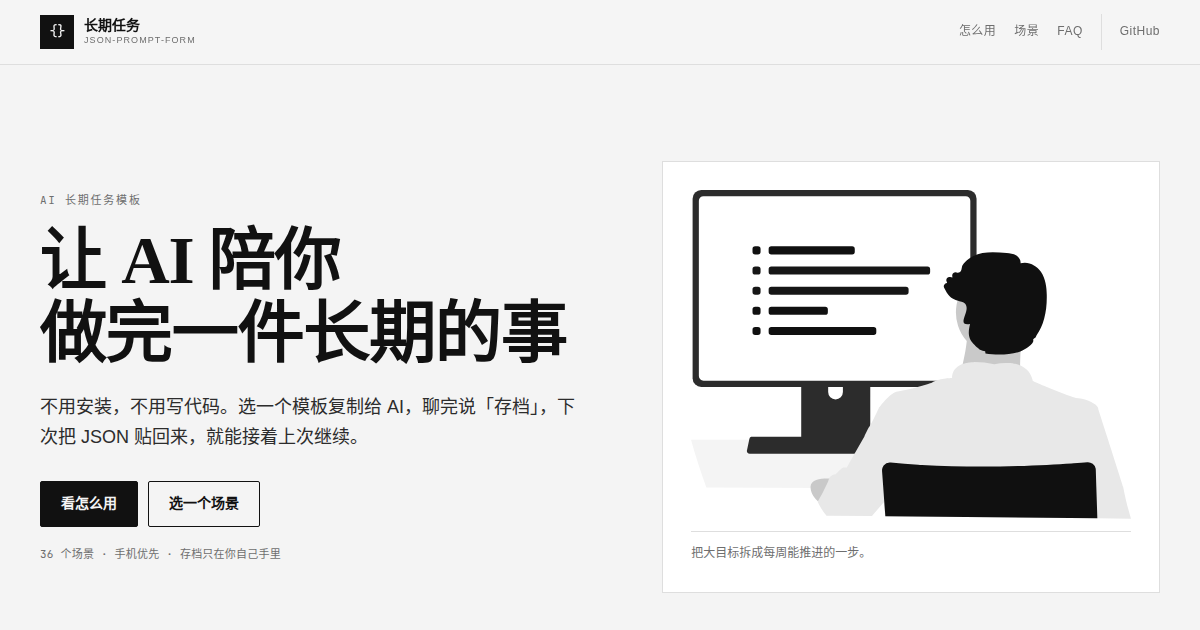 {}
长期任务
JSON-PROMPT-FORM
怎么用
场景
FAQ
GitHub
AI 长期任务模板
让 AI 陪你
做完一件长期的事
不用安装，不用写代码。选一个模板复制给 AI，聊完说「存档」，下
次把 JSON 贴回来，就能接着上次继续。
看怎么用
选一个场景
36 个场景 · 手机优先 · 存档只在你自己手里
把大目标拆成每周能推进的一步。